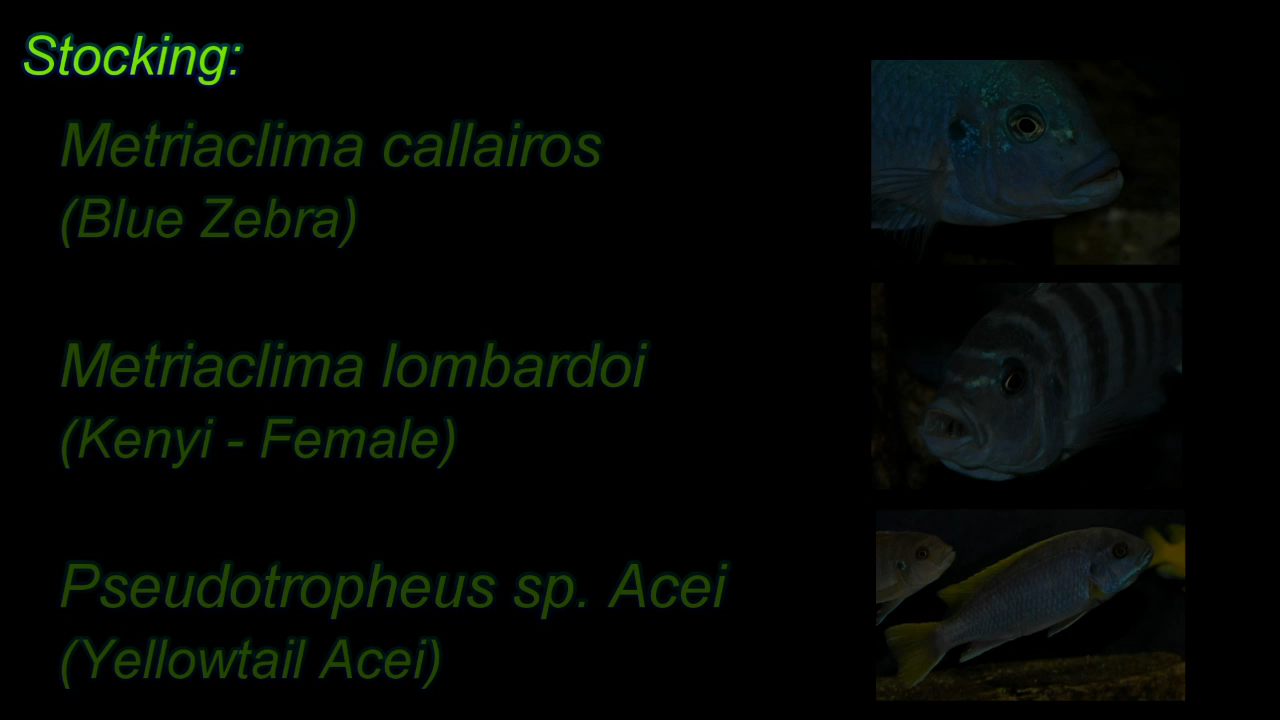 Stocking:
Metriaclima callairos
(Blue Zebra)
Metriaclima lombardoi
(Kenyi - Female)
Pseudotropheus sp. Acei
(Yellowtail Acei)